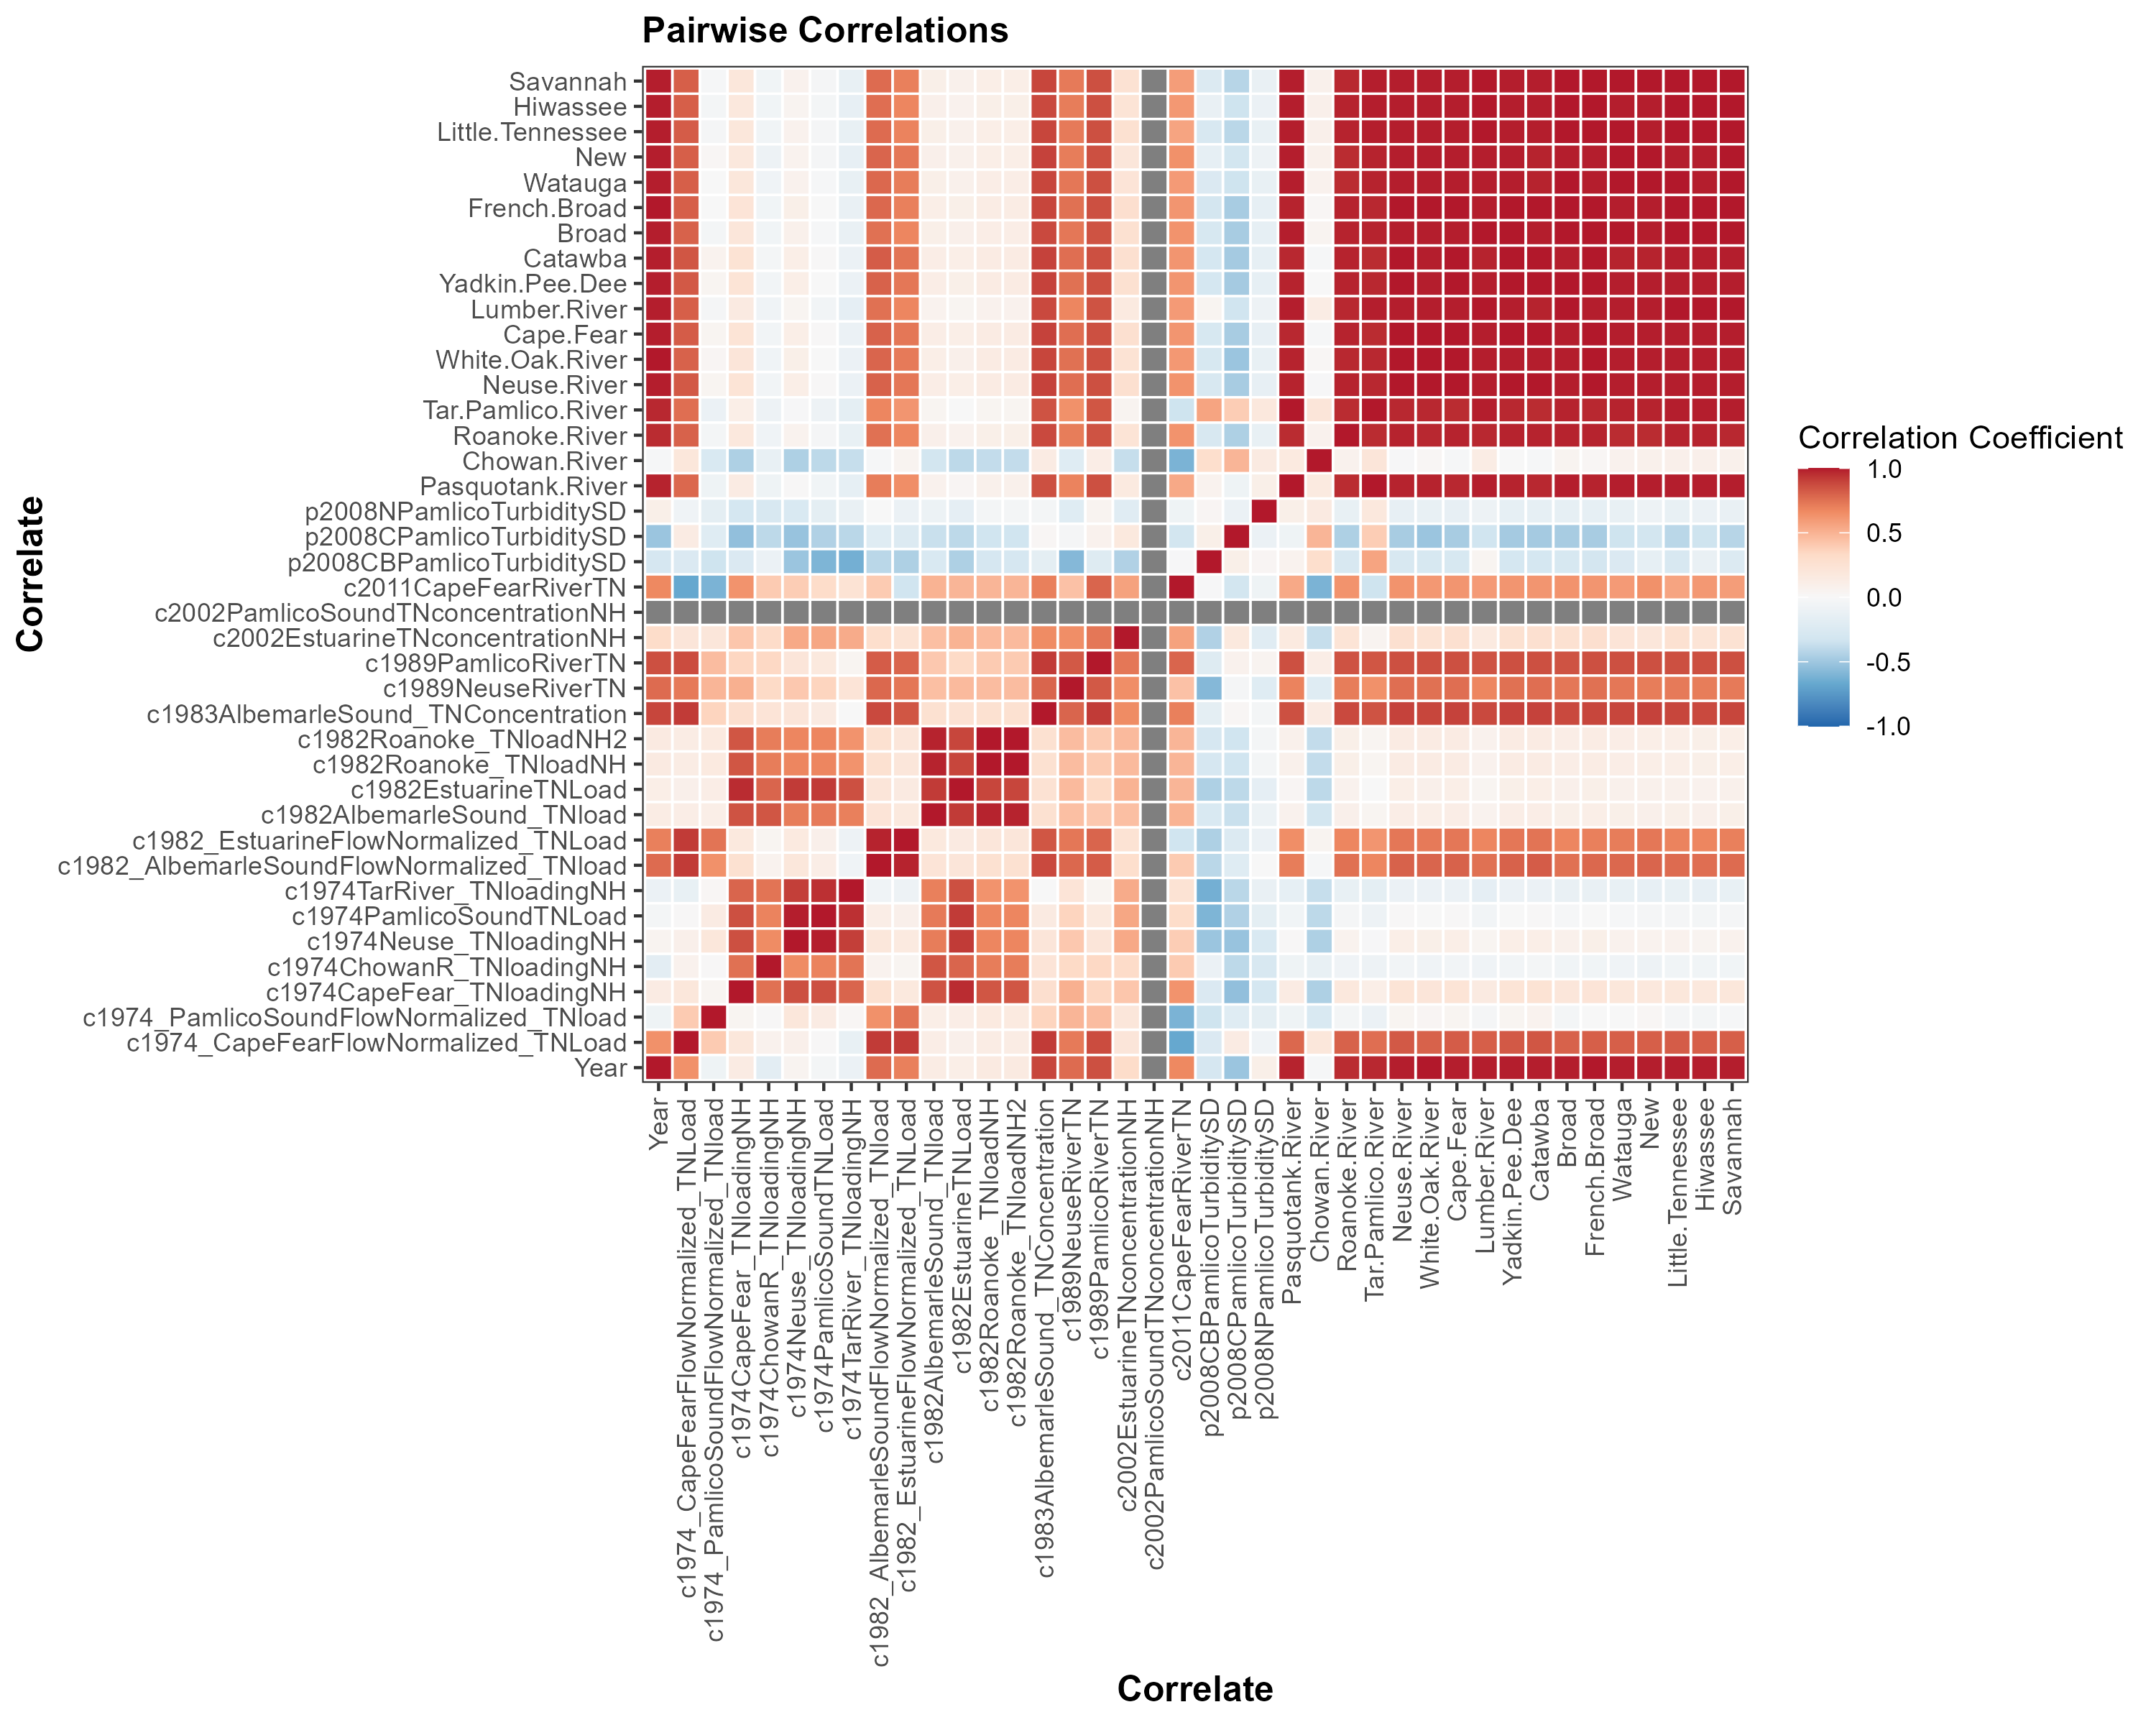 Pairwise Correlations
Correlate
Savannah
Hiwassee
Little.Tennessee
New
Watauga
French.Broad
Broad
Catawba
Yadkin.Pee.Dee
Lumber.River
Cape.Fear
White.Oak.River
Neuse.River
Tar.Pamlico.River
Roanoke.River
Chowan.River
Pasquotank.River
p2008NPamlicoTurbiditySD
p2008CPamlicoTurbiditySD
p2008CBPamlicoTurbiditySD
c2011CapeFearRiverTN
c2002PamlicoSoundTNconcentrationNH
c2002EstuarineTNconcentrationNH
c1989PamlicoRiverTN
c1989NeuseRiverTN
c1983AlbemarleSound_TNConcentration
c1982Roanoke_TNloadNH2
c1982Roanoke_TNloadNH
c1982EstuarineTNLoad
c1982AlbemarleSound_TNload
c1982_EstuarineFlowNormalized_TNLoad
c1982_AlbemarleSoundFlowNormalized_TNload
c1974TarRiver_TNloadingNH
c1974PamlicoSoundTNLoad
c1974Neuse_TNloadingNH
c1974ChowanR_TNloadingNH
c1974CapeFear_TNloadingNH
c1974_PamlicoSoundFlowNormalized_TNload
c1974_CapeFearFlowNormalized_TNLoad
Year
Year
c1974_CapeFearFlowNormalized_TNLoad
c1974_PamlicoSoundFlowNormalized_TNload
c1974CapeFear_TNloadingNH
c1974ChowanR_TNloadingNH
c1974Neuse_TNloadingNH
c1974PamlicoSoundTNLoad
c1974TarRiver_TNloadingNH
c1982_AlbemarleSoundFlowNormalized_TNload
c1982_EstuarineFlowNormalized_TNLoad
c1982AlbemarleSound_TNload
c1982EstuarineTNLoad
c1982Roanoke_TNloadNH
c1982Roanoke_TNloadNH2
c1983AlbemarleSound_TNConcentration
c1989NeuseRiverTN
c1989PamlicoRiverTN
c2002EstuarineTNconcentrationNH
c2002PamlicoSoundTNconcentrationNH
c2011CapeFearRiverTN
p2008CBPamlicoTurbiditySD
p2008CPamlicoTurbiditySD
p2008NPamlicoTurbiditySD
Pasquotank.River
Chowan.River
Roanoke.River
Tar.Pamlico.River
Neuse.River
White.Oak.River
Cape.Fear
Lumber.River
Yadkin.Pee.Dee
Catawba
Broad
French.Broad
Watauga
New
Little.Tennessee
Hiwassee
Savannah
Correlate
Correlation Coefficient
1.0
0.5
0.0
-0.5
-1.0